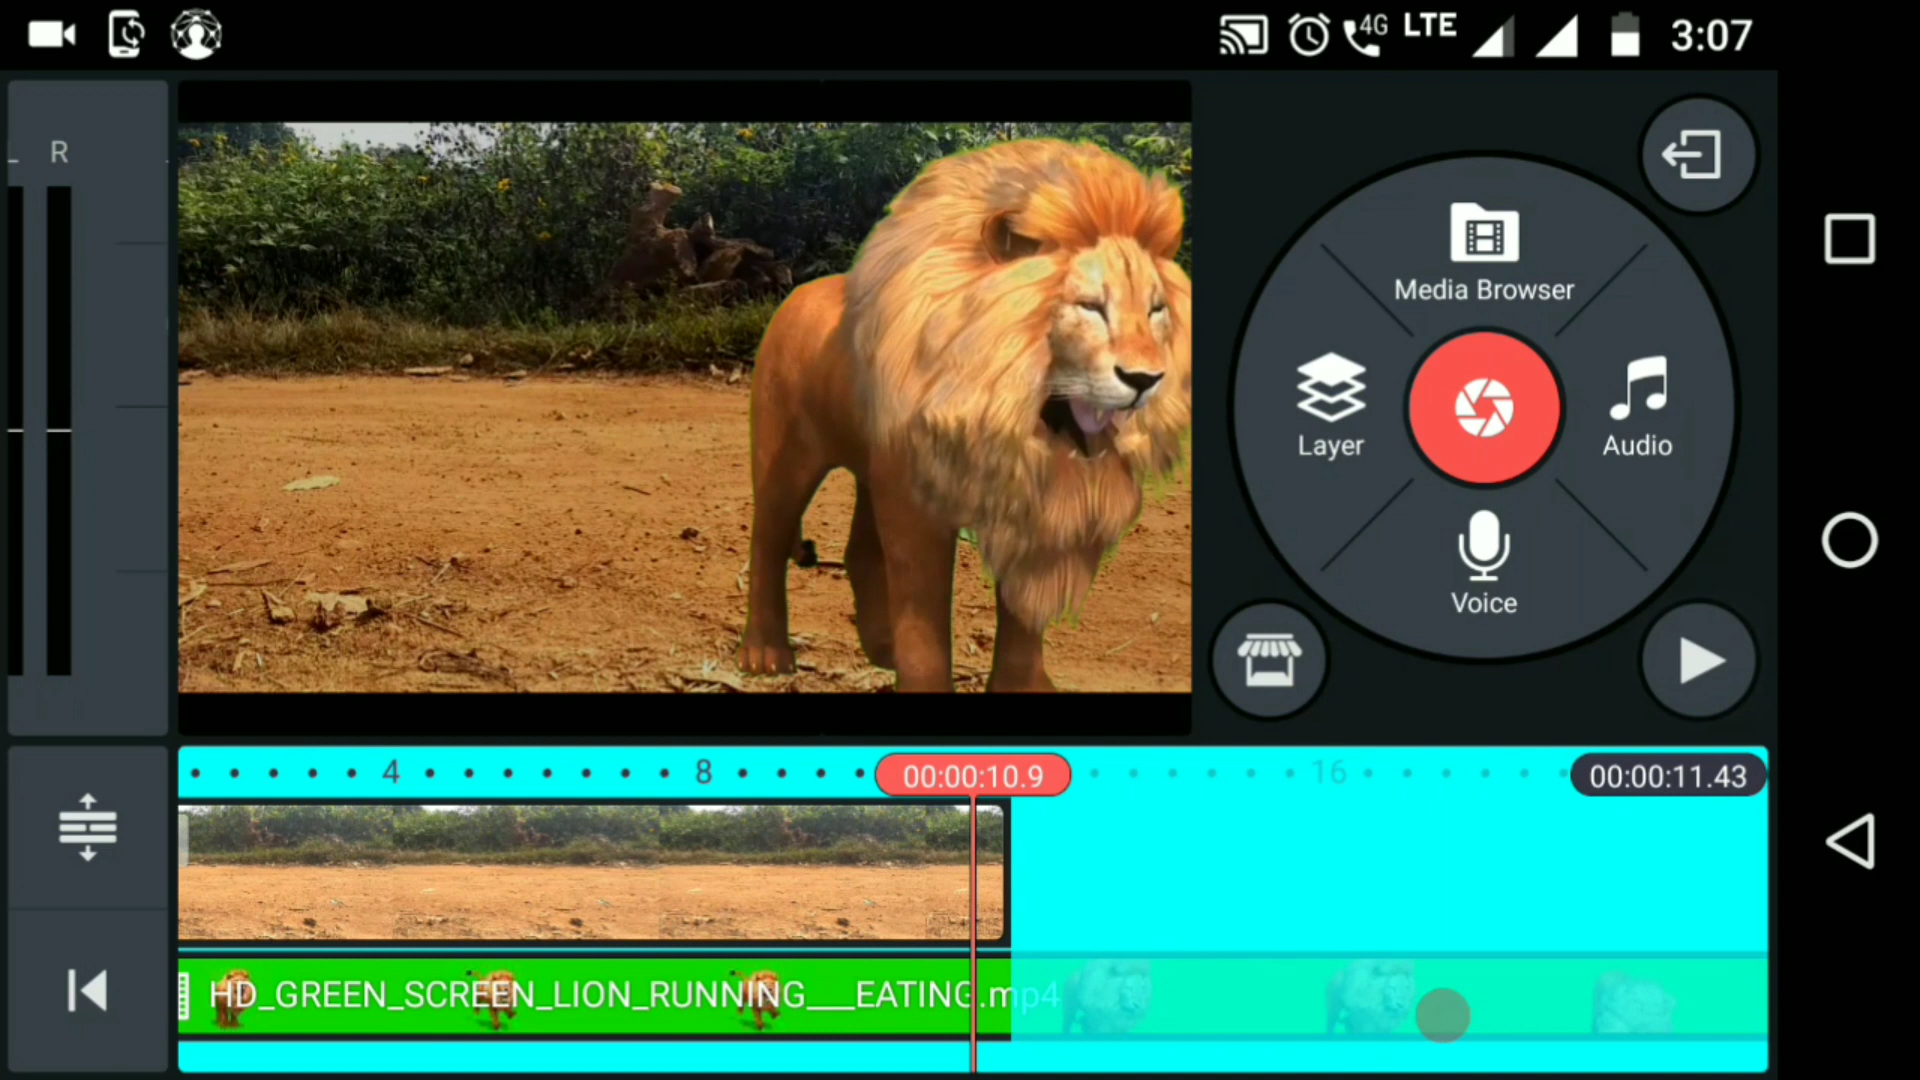 4G LTE 3:07
R
Media Browser
Layer
Audio
Voice
4 8 00:00:10.9 16 00:00:11.43
HD_GREEN_SCREEN_LION_RUNNING___EATING.mp4